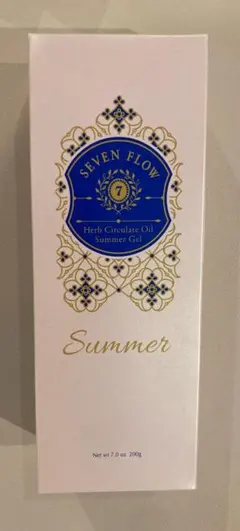 SEVEN FLOW
7
Herb Circulate Oil
Summer Gel
Summer
Net wt 7.0 oz 200g